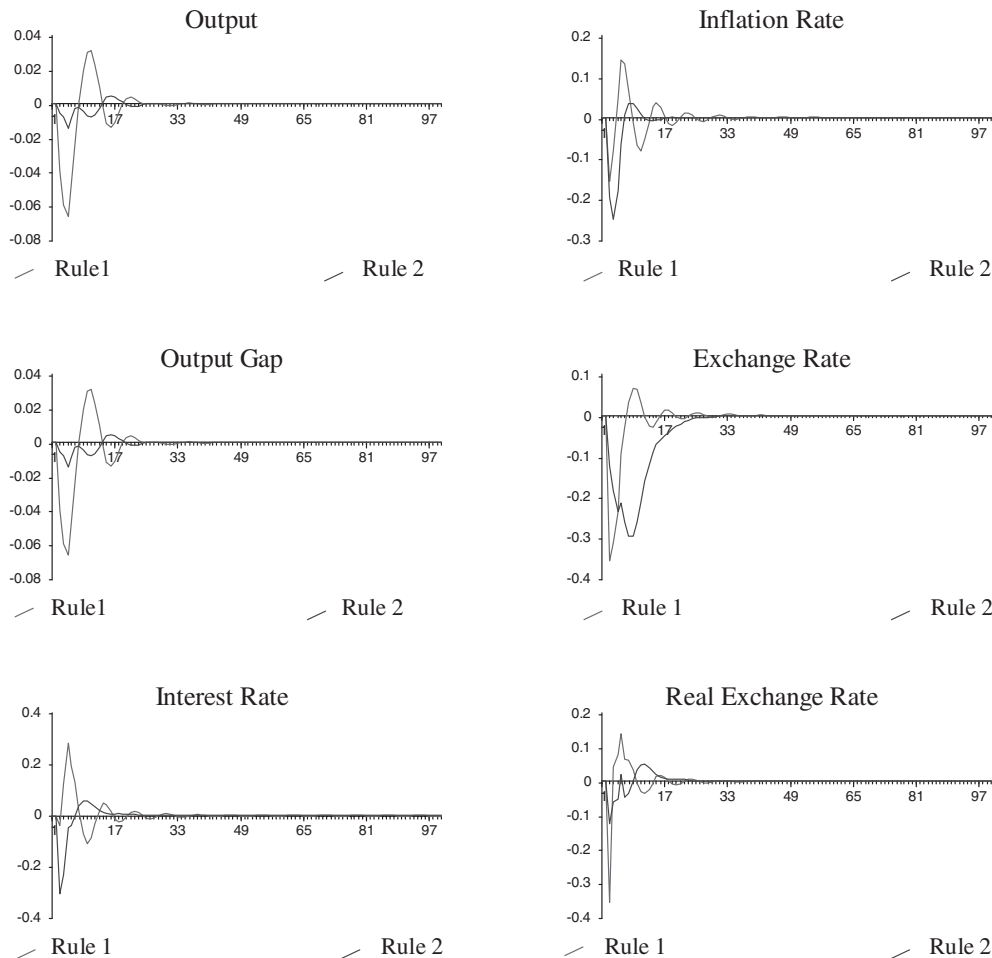 Output
0.04
0.02
0
-0.02
-0.04
-0.06
-0.08
1 17 33 49 65 81 97
Rule1 Rule 2
Inflation Rate
0.2
0.1
0
-0.1
-0.2
-0.3
1 17 33 49 65 81 97
Rule 1 Rule 2
Output Gap
0.04
0.02
0
-0.02
-0.04
-0.06
-0.08
1 17 33 49 65 81 97
Rule1 Rule 2
Exchange Rate
0.1
0
-0.1
-0.2
-0.3
-0.4
1 17 33 49 65 81 97
Rule 1 Rule 2
Interest Rate
0.4
0.2
0
-0.2
-0.4
1 17 33 49 65 81 97
Rule 1 Rule 2
Real Exchange Rate
0.2
0.1
0
-0.1
-0.2
-0.3
-0.4
1 17 33 49 65 81 97
Rule 1 Rule 2